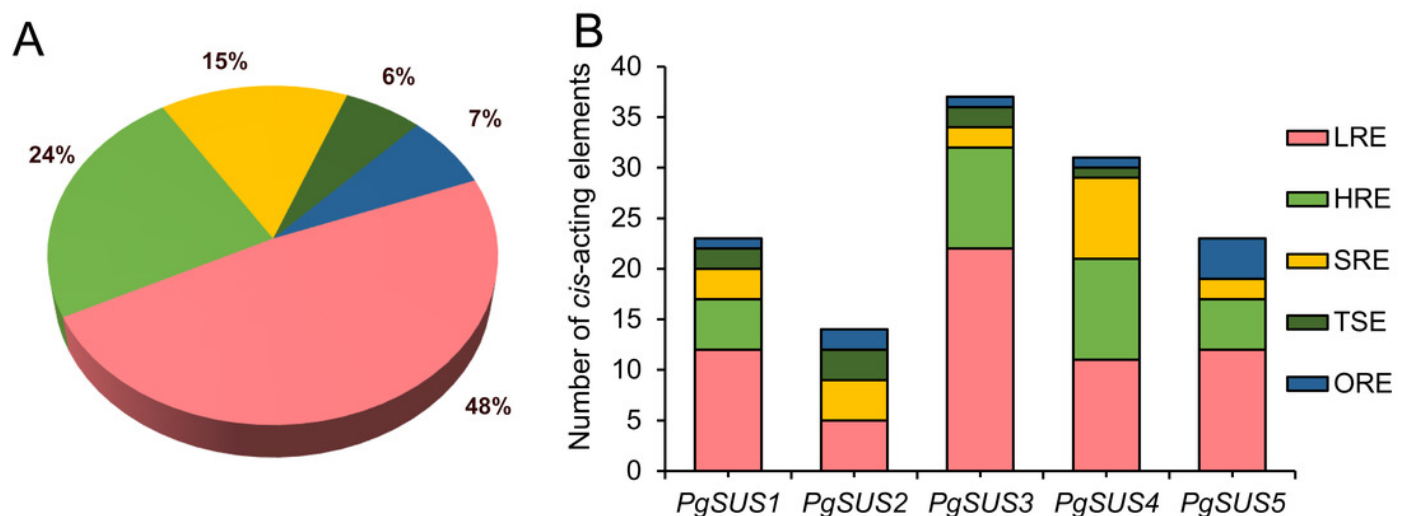 A
15%
6%
7%
24%
48%
B
Number of cis-acting elements
40
35
30
25
20
15
10
5
0
PgSUS1 PgSUS2 PgSUS3 PgSUS4 PgSUS5
LRE
HRE
SRE
TSE
ORE